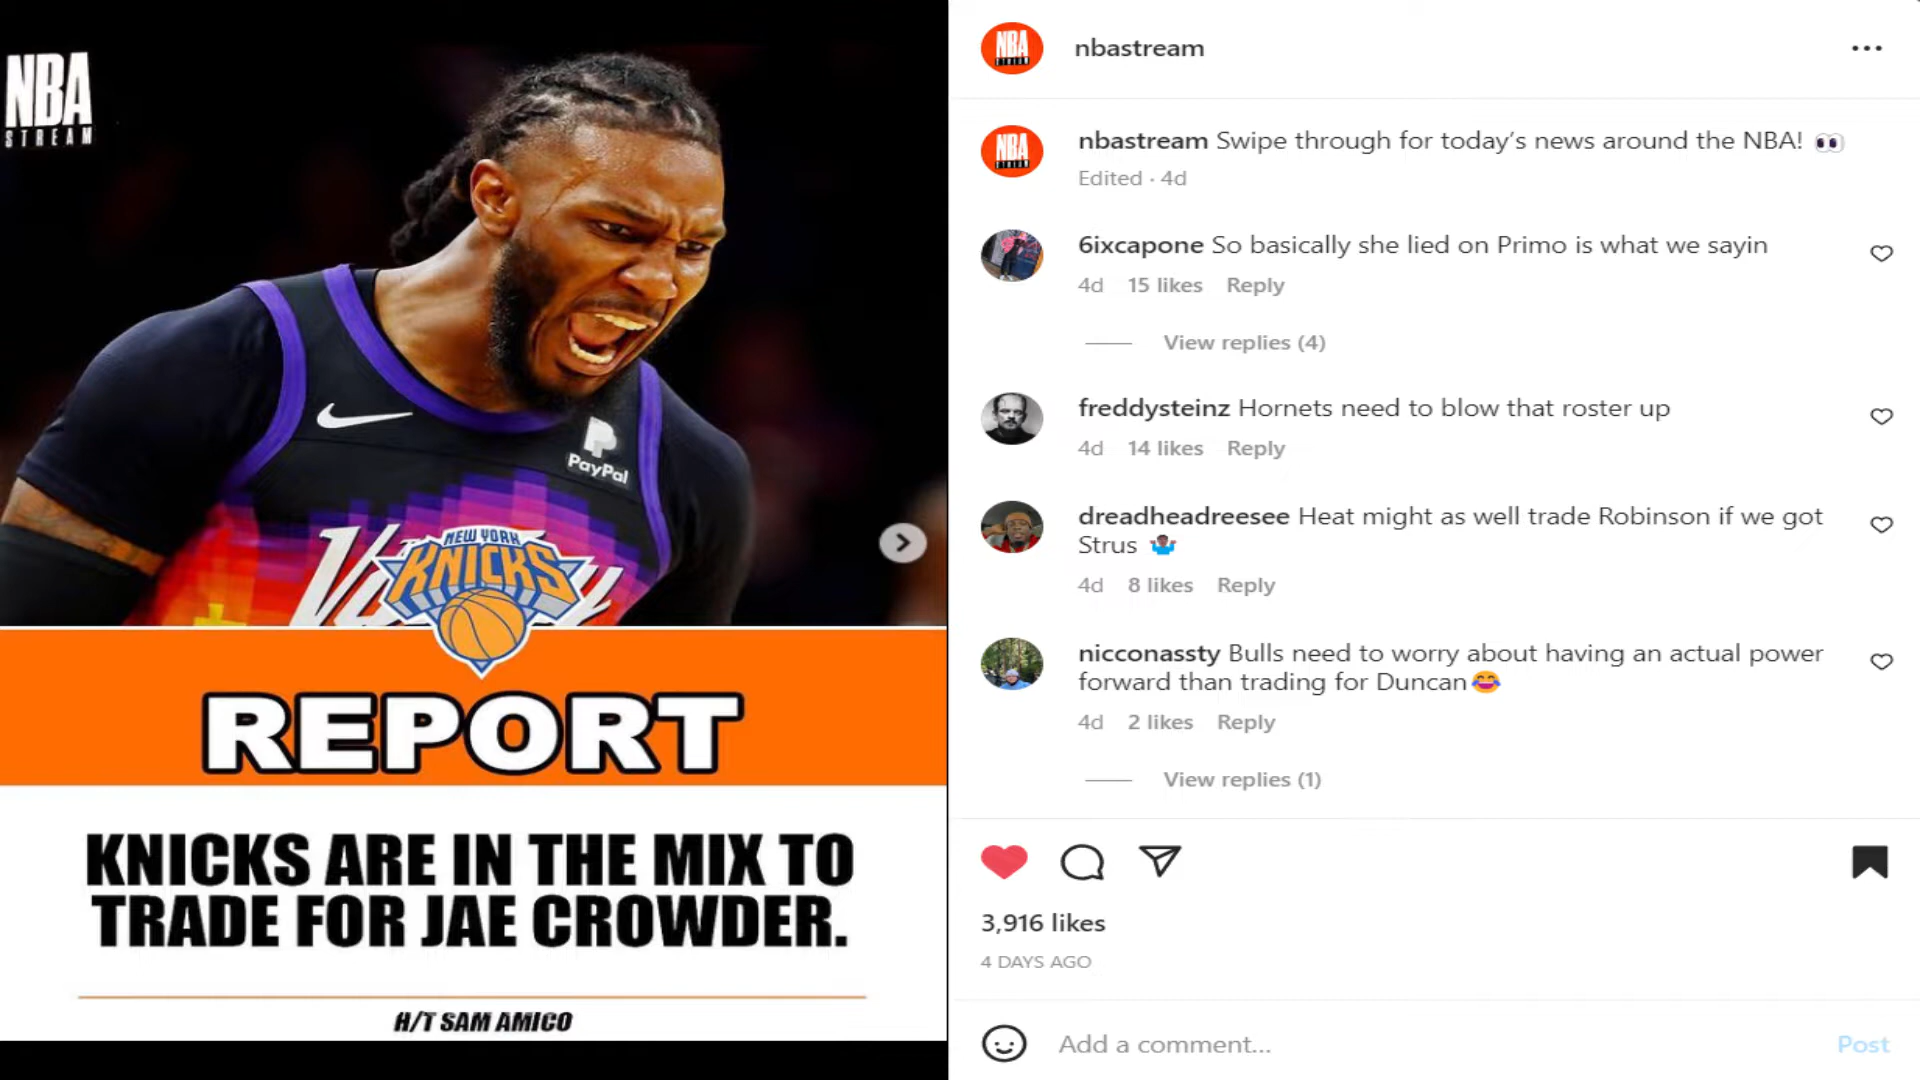 NBA
STREAM
PayPal
NEW YORK
KNICKS
REPORT
KNICKS ARE IN THE MIX TO
TRADE FOR JAE CROWDER.
H/T SAM AMICO
NBA
STREAM
nbastream
NBA
STREAM
nbastream Swipe through for today's news around the NBA! 👀
Edited · 4d
6ixcapone So basically she lied on Primo is what we sayin
4d 15 likes Reply
View replies (4)
freddysteinz Hornets need to blow that roster up
4d 14 likes Reply
dreadheadreesee Heat might as well trade Robinson if we got
Strus 🤷🏿‍♂️
4d 8 likes Reply
nicconassty Bulls need to worry about having an actual power
forward than trading for Duncan😂
4d 2 likes Reply
View replies (1)
3,916 likes
4 DAYS AGO
Add a comment...
Post